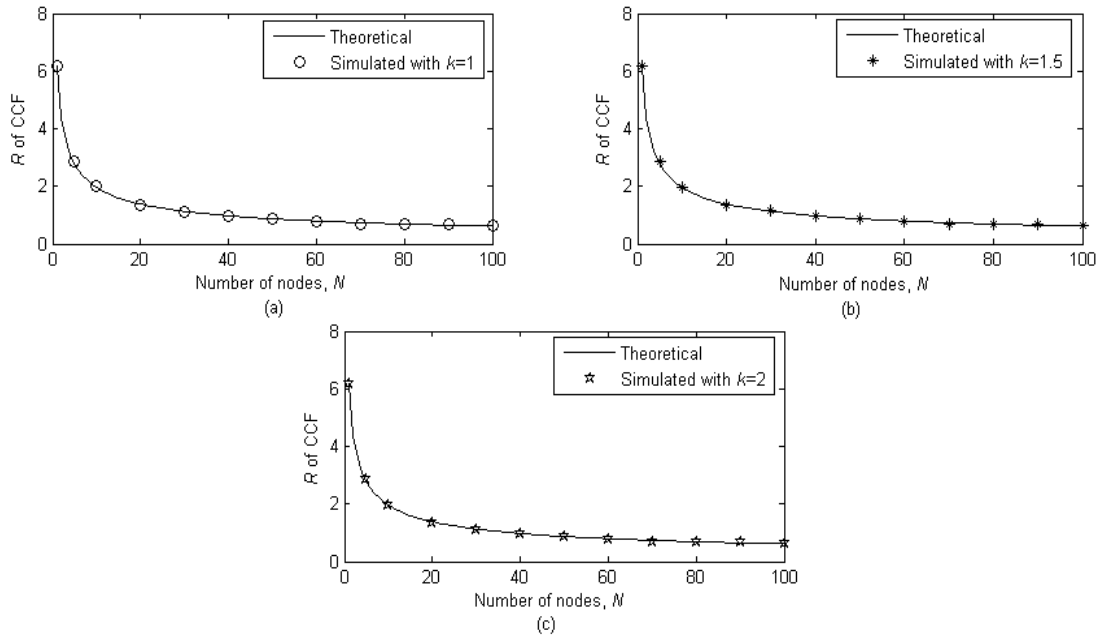 8
6
4
2
0
R of CCF
Theoretical
Simulated with k=1
0 20 40 60 80 100
Number of nodes, N
(a)
8
6
4
2
0
R of CCF
Theoretical
Simulated with k=1.5
0 20 40 60 80 100
Number of nodes, N
(b)
8
6
4
2
0
R of CCF
Theoretical
Simulated with k=2
0 20 40 60 80 100
Number of nodes, N
(c)